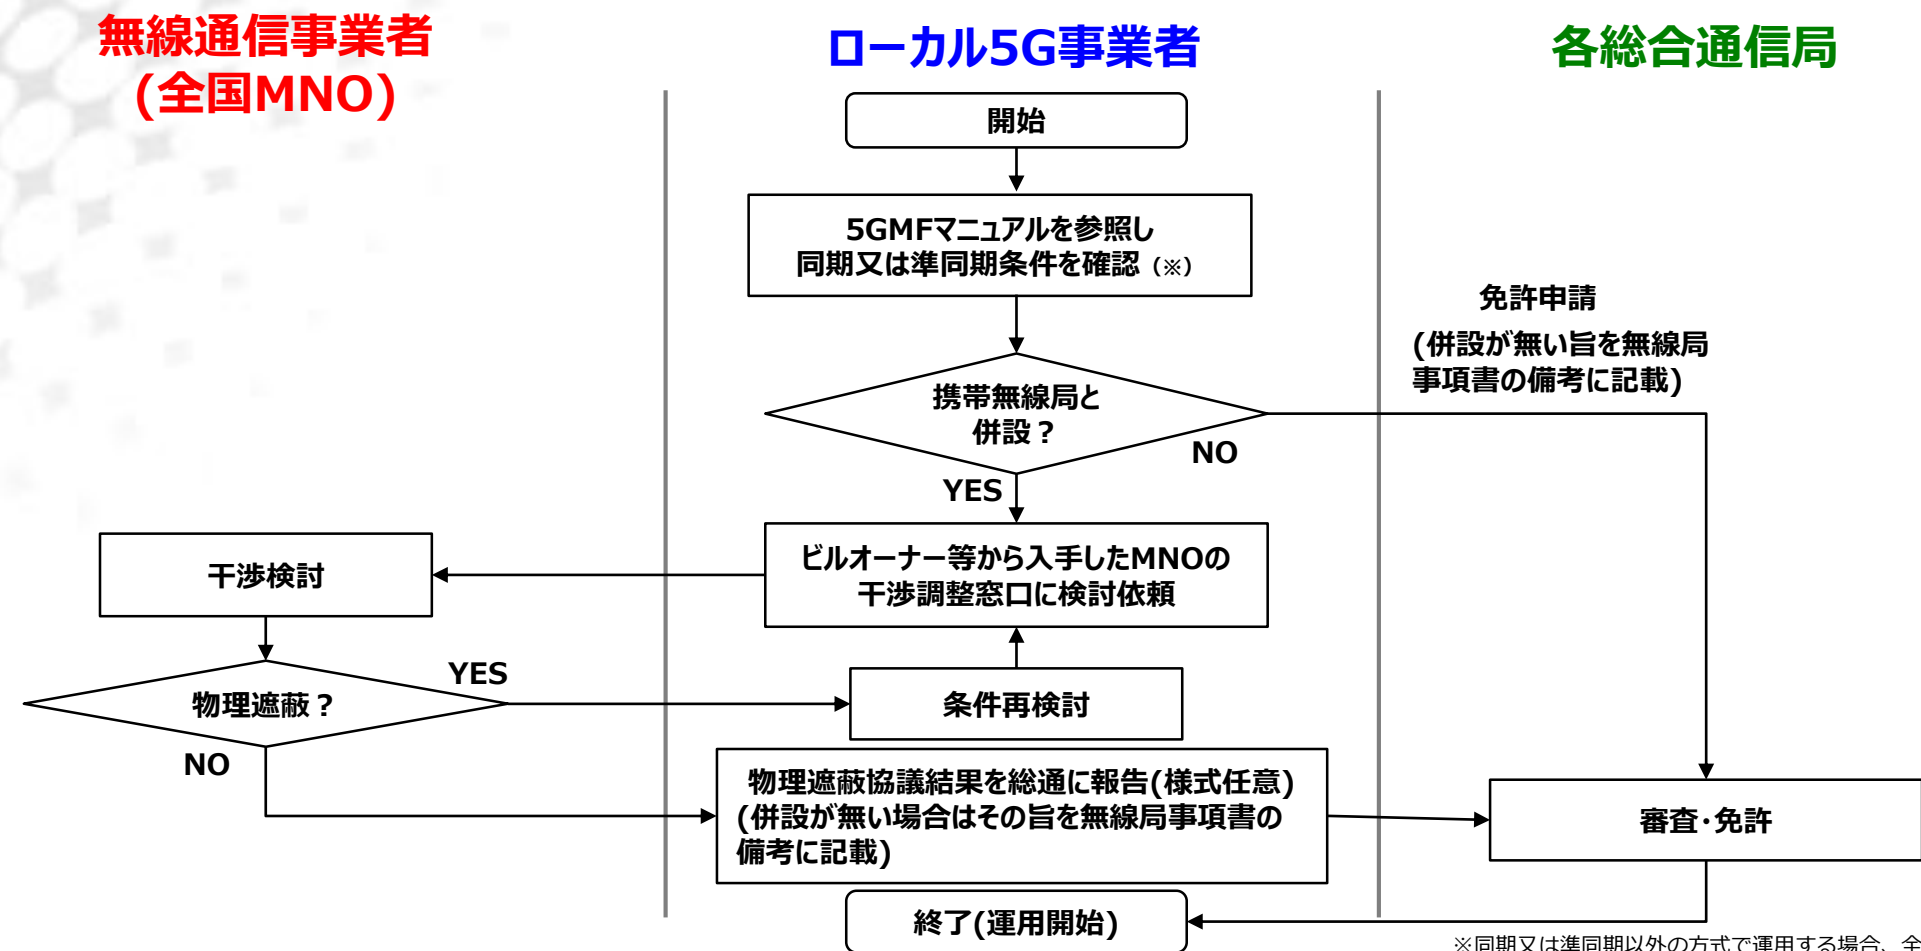 無線通信事業者
(全国MNO)
ローカル5G事業者
各総合通信局
開始
5GMFマニュアルを参照し
同期又は準同期条件を確認（※）
免許申請
(併設が無い旨を無線局
事項書の備考に記載)
携帯無線局と
併設？
NO
YES
ビルオーナー等から入手したMNOの
干渉調整窓口に検討依頼
干渉検討
物理遮蔽？
YES
NO
条件再検討
物理遮蔽協議結果を総通に報告(様式任意)
(併設が無い場合はその旨を無線局事項書の
備考に記載)
審査・免許
終了(運用開始)
※同期又は準同期以外の方式で運用する場合、全